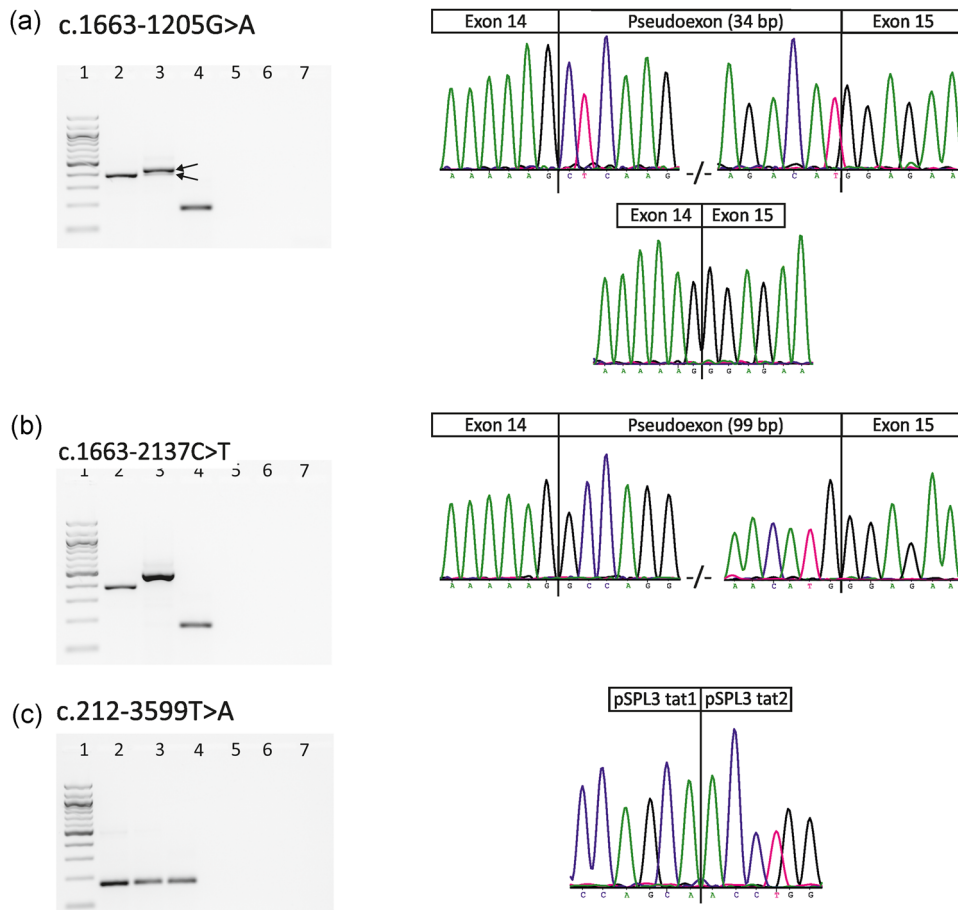 (a) c.1663-1205G>A
1 2 3 4 5 6 7
Exon 14 Pseudoexon (34 bp) Exon 15
A A A A A G C T C A A G -/- A G A C A T G G A G A A
Exon 14 Exon 15
A A A A A G G G A G A A
(b)
c.1663-2137C>T
1 2 3 4 5 6 7
Exon 14 Pseudoexon (99 bp) Exon 15
A A A A A G G C C A G G -/- A A C A T G G G A G A A
(c) c.212-3599T>A
1 2 3 4 5 6 7
pSPL3 tat1 pSPL3 tat2
C C A G C A A C C T G G